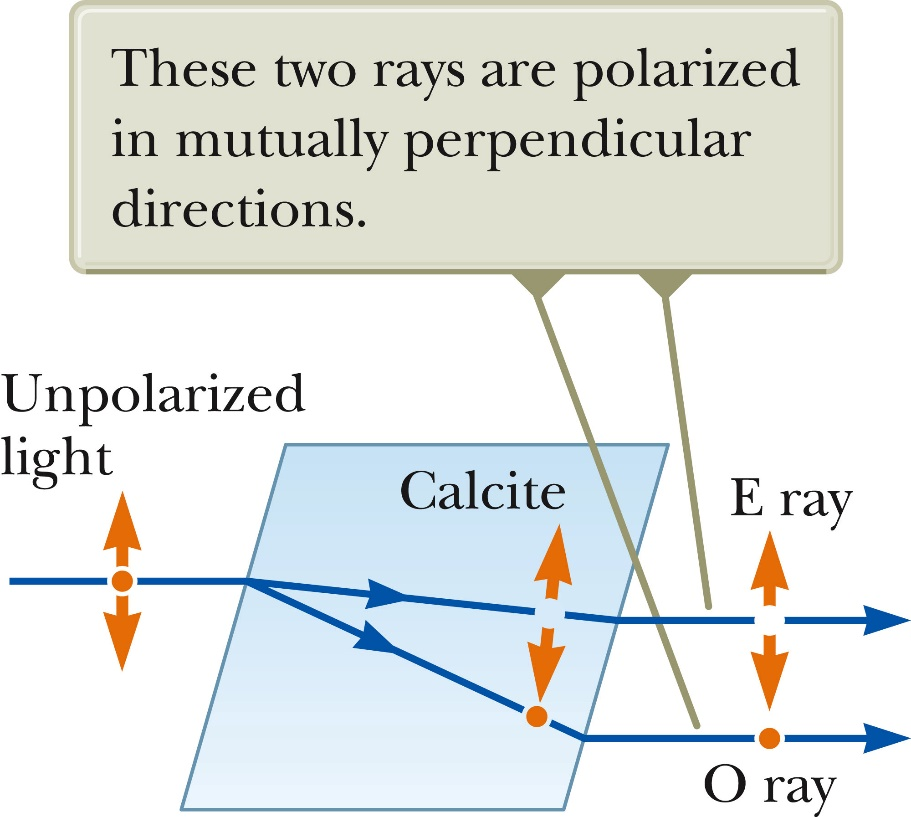 These two rays are polarized
in mutually perpendicular
directions.
Unpolarized
light
Calcite
E ray
O ray